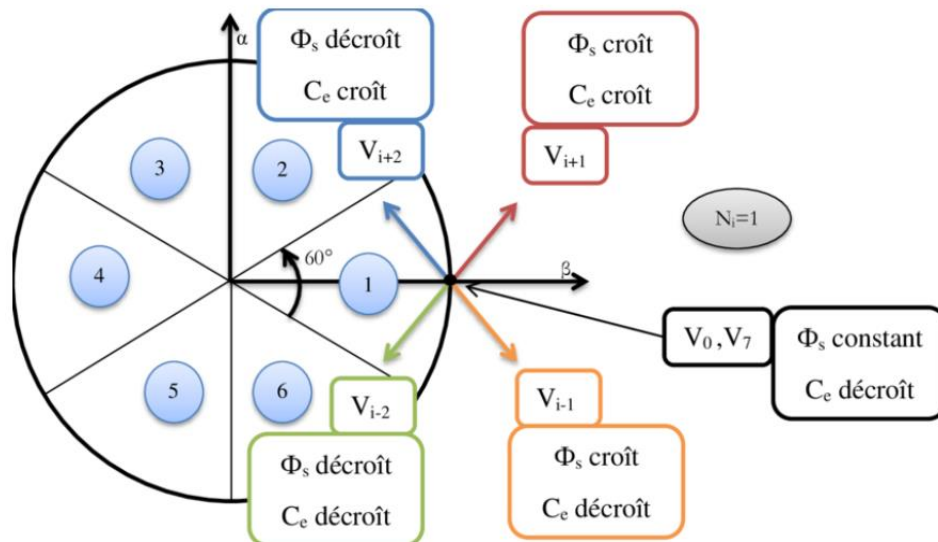 α
Φs décroît
Ce croît
Vi+2
Φs croît
Ce croît
Vi+1
3
2
Ni=1
4
60°
1
β
V0 ,V7
Φs constant
Ce décroît
5
6
Vi-2
Φs décroît
Ce décroît
Vi-1
Φs croît
Ce décroît